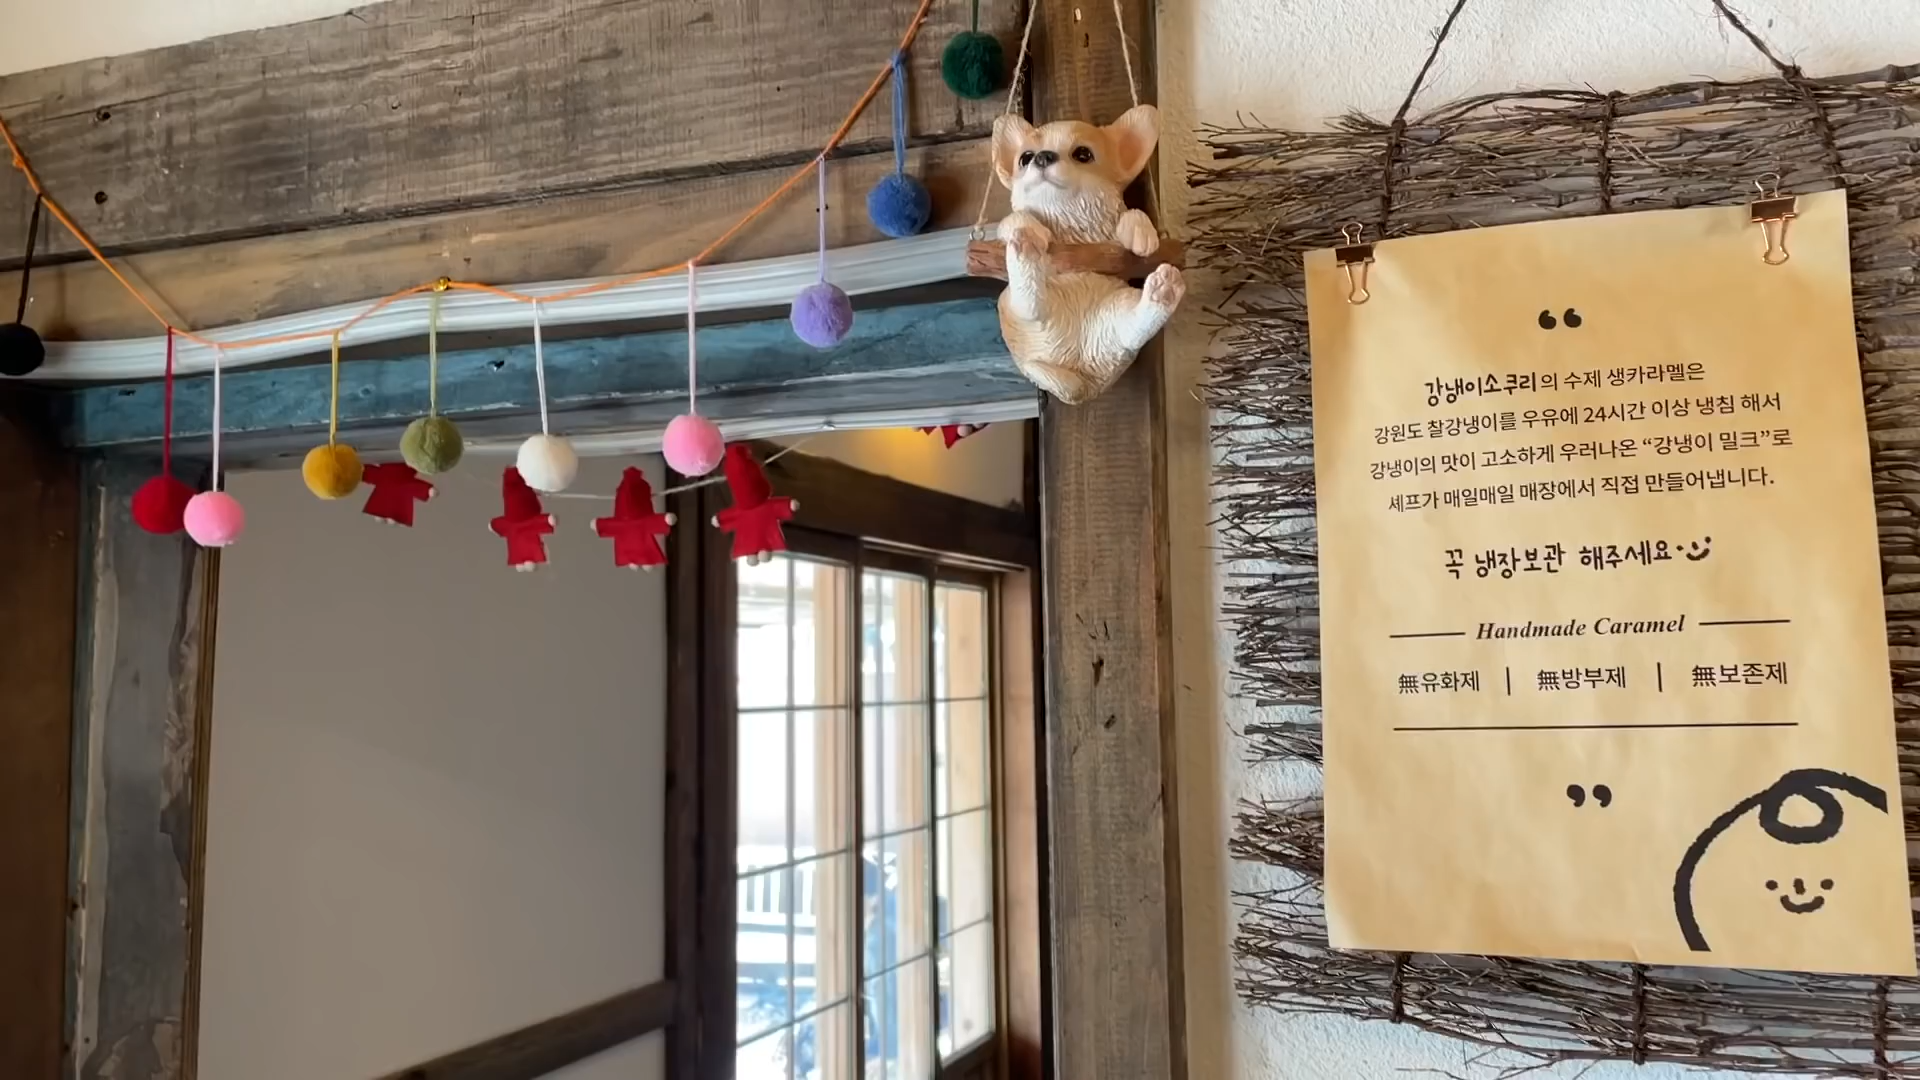 ❝
강냉이소쿠리의 수제 생카라멜은
강원도 찰강냉이를 우유에 24시간 이상 냉침 해서
강냉이의 맛이 고소하게 우러나온 “강냉이 밀크”로
셰프가 매일매일 매장에서 직접 만들어냅니다.
꼭 냉장보관 해주세요
Handmade Caramel
無유화제 | 無방부제 | 無보존제
❞